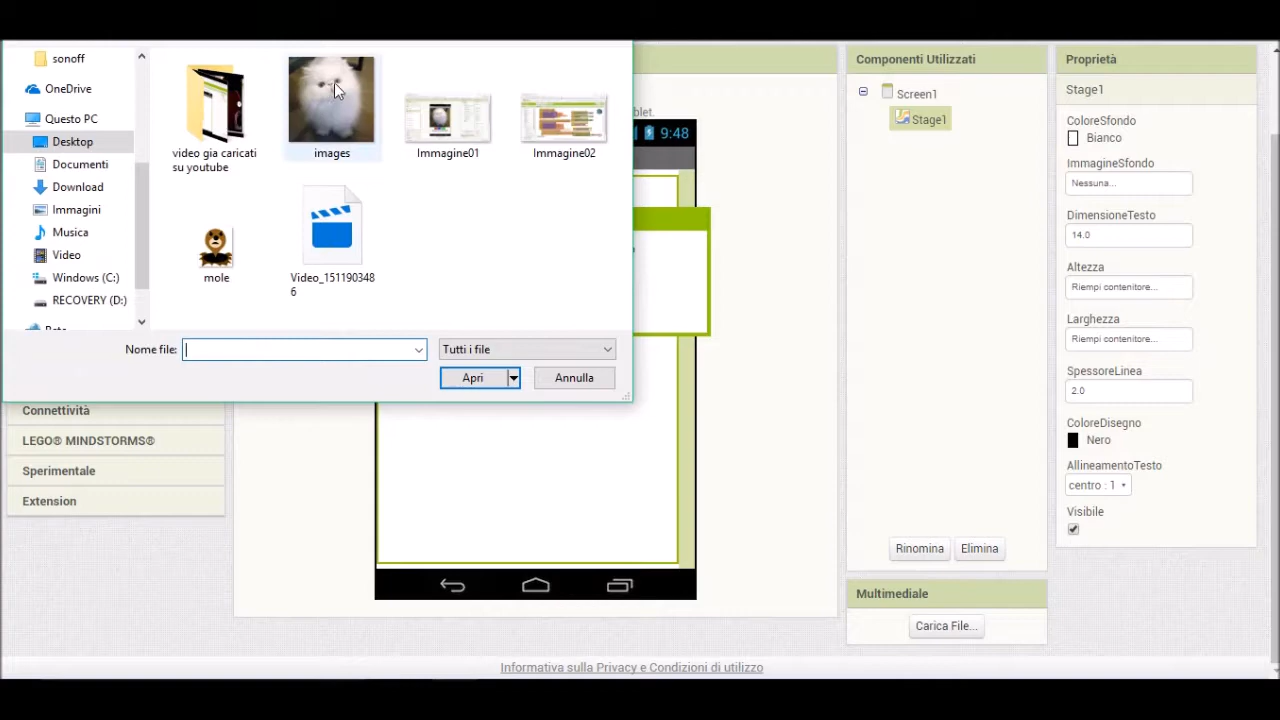 sonoff
OneDrive
Questo PC
Desktop
Documenti
Download
Immagini
Musica
Video
Windows (C:)
RECOVERY (D:)
video gia caricati
su youtube
images
Immagine01
Immagine02
mole
Video_151190348
6
Nome file:
Tutti i file
Apri
Annulla
Connettività
LEGO® MINDSTORMS®
Sperimentale
Extension
blet.
9:48
Componenti Utilizzati
Screen1
Stage1
Rinomina
Elimina
Multimediale
Carica File...
Proprietà
Stage1
ColoreSfondo
Bianco
ImmagineSfondo
Nessuna...
DimensioneTesto
14.0
Altezza
Riempi contenitore...
Larghezza
Riempi contenitore...
SpessoreLinea
2.0
ColoreDisegno
Nero
AllineamentoTesto
centro : 1
Visibile
Informativa sulla Privacy e Condizioni di utilizzo